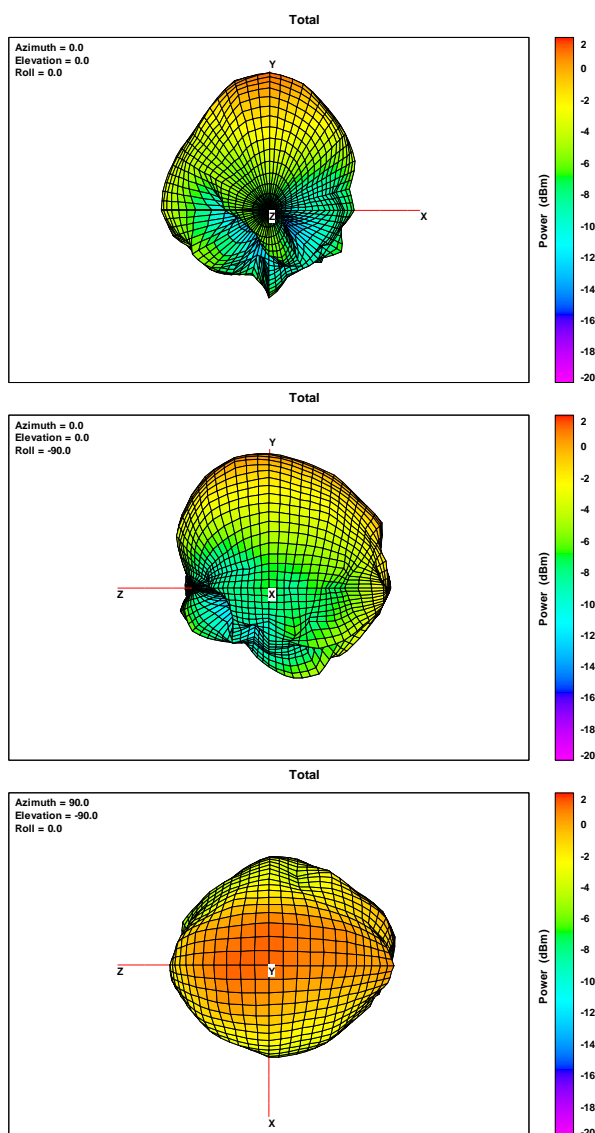 Total
Azimuth = 0.0
Elevation = 0.0
Roll = 0.0
Y
Z
X
2
0
-2
-4
-6
-8
-10
-12
-14
-16
-18
-20
Power (dBm)
Total
Azimuth = 0.0
Elevation = 0.0
Roll = -90.0
Y
Z
X
2
0
-2
-4
-6
-8
-10
-12
-14
-16
-18
-20
Power (dBm)
Total
Azimuth = 90.0
Elevation = -90.0
Roll = 0.0
Z
Y
X
2
0
-2
-4
-6
-8
-10
-12
-14
-16
-18
-20
Power (dBm)